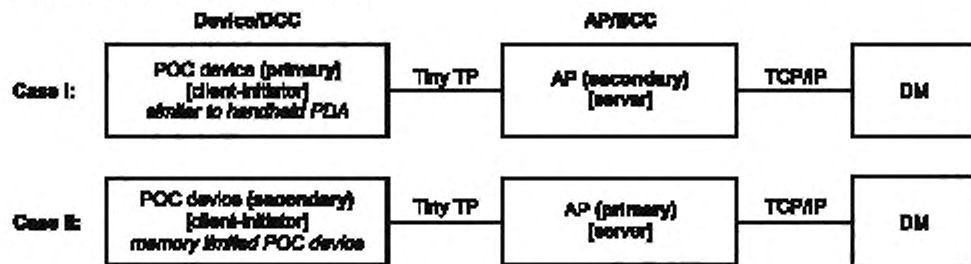 Device/DCC AP/BCC
Case I:
POC device (primary)
[client-initiator]
similar to handheld PDA
Tiny TP
AP (secondary)
[server]
TCP/IP
DM
Case II:
POC device (secondary)
[client-initiator]
memory limited POC device
Tiny TP
AP (primary)
[server]
TCP/IP
DM